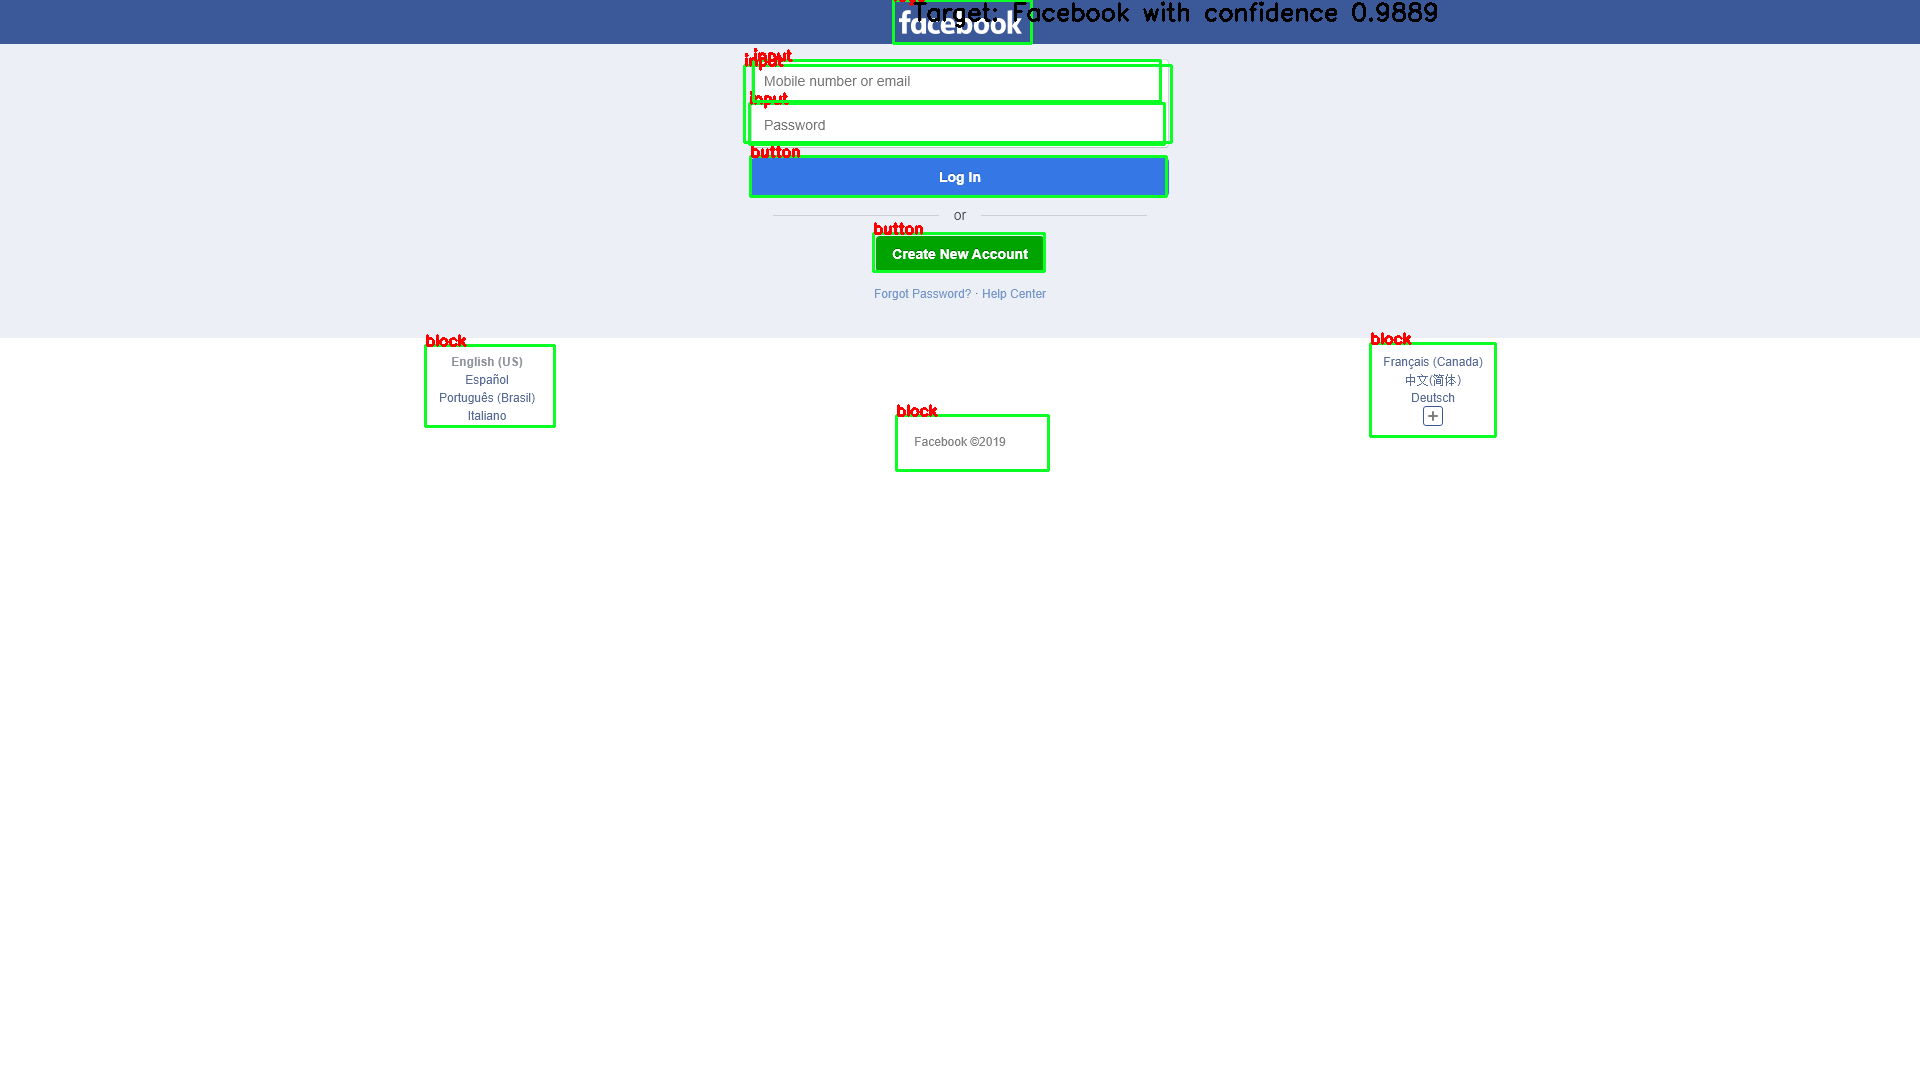 logo
Target: Facebook with confidence 0.9889
facebook
input
input
Mobile number or email
input
Password
button
Log In
or
button
Create New Account
Forgot Password? · Help Center
block
English (US)
Español
Português (Brasil)
Italiano
block
Français (Canada)
中文(简体)
Deutsch
block
Facebook ©2019